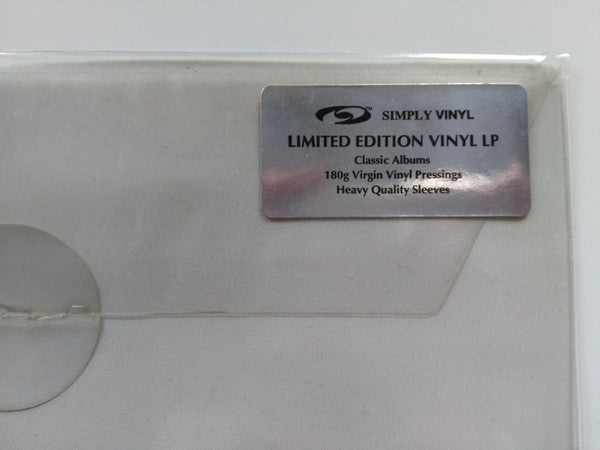 SIMPLY VINYL
LIMITED EDITION VINYL LP
Classic Albums
180g Virgin Vinyl Pressings
Heavy Quality Sleeves